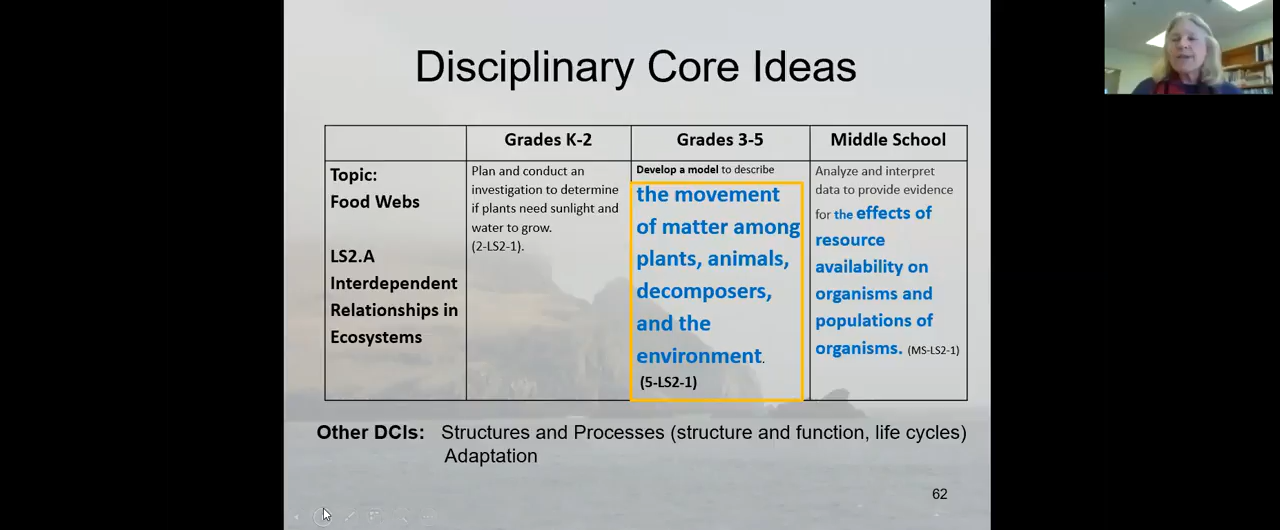 Disciplinary Core Ideas
Grades K-2
Grades 3-5
Middle School
Topic:
Food Webs
LS2.A
Interdependent
Relationships in
Ecosystems
Plan and conduct an
investigation to determine
if plants need sunlight and
water to grow.
(2-LS2-1).
Develop a model to describe
the movement
of matter among
plants, animals,
decomposers,
and the
environment.
(5-LS2-1)
Analyze and interpret
data to provide evidence
for the effects of
resource
availability on
organisms and
populations of
organisms. (MS-LS2-1)
Other DCIs: Structures and Processes (structure and function, life cycles)
Adaptation
62